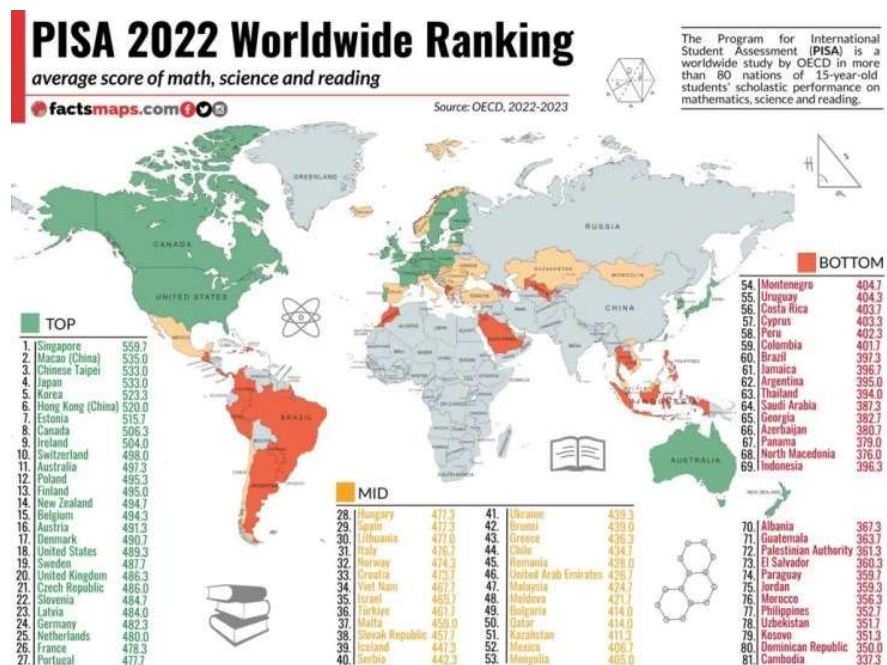 PISA 2022 Worldwide Ranking
average score of math, science and reading
factsmaps.com
Source: OECD, 2022-2023
The Program for International
Student Assessment (PISA) is a
worldwide study by OECD in more
than 80 nations of 15-year-old
students' scholastic performance on
mathematics, science and reading.
GREENLAND
RUSSIA
CANADA
KAZAKHSTAN
MONGOLIA
UNITED STATES
CHINA
MEXICO
ALGERIA
LIBYA
EGYPT
INDIA
PHILIPPINES
BRAZIL
INDONESIA
AUSTRALIA
NEW ZEALAND
TOP
1. Singapore 559.7
2. Macao (China) 535.0
3. Chinese Taipei 533.0
4. Japan 533.0
5. Korea 523.3
6. Hong Kong (China) 520.0
7. Estonia 515.7
8. Canada 506.3
9. Ireland 504.0
10. Switzerland 498.0
11. Australia 497.3
12. Poland 495.3
13. Finland 495.0
14. New Zealand 494.7
15. Belgium 494.3
16. Austria 491.3
17. Denmark 490.7
18. United States 489.3
19. Sweden 487.7
20. United Kingdom 486.3
21. Czech Republic 486.0
22. Slovenia 484.7
23. Latvia 484.0
24. Germany 482.3
25. Netherlands 480.0
26. France 478.3
27. Portugal 477.7
MID
28. Hungary 477.3
29. Spain 477.3
30. Lithuania 477.0
31. Italy 476.7
32. Norway 474.3
33. Croatia 473.7
34. Viet Nam 467.7
35. Israel 465.7
36. Türkiye 461.7
37. Malta 459.0
38. Slovak Republic 457.7
39. Iceland 447.3
40. Serbia 442.3
41. Ukraine 439.3
42. Brunei 439.0
43. Greece 436.3
44. Chile 434.7
45. Romania 428.0
46. United Arab Emirates 426.7
47. Malaysia 424.7
48. Moldova 421.7
49. Bulgaria 414.0
50. Qatar 414.0
51. Kazahstan 411.3
52. Mexico 406.7
53. Mongolia 405.0
BOTTOM
54. Montenegro 404.7
55. Uruguay 404.3
56. Costa Rica 403.7
57. Cyprus 403.3
58. Peru 402.3
59. Colombia 401.7
60. Brazil 397.3
61. Jamaica 396.7
62. Argentina 395.0
63. Thailand 394.0
64. Saudi Arabia 387.3
65. Georgia 382.7
66. Azerbaijan 380.7
67. Panama 379.0
68. North Macedonia 376.0
69. Indonesia 396.3
70. Albania 367.3
71. Guatemala 363.7
72. Palestinian Authority 361.3
73. El Salvador 360.3
74. Paraguay 359.7
75. Jordan 359.3
76. Morocco 356.3
77. Philippines 352.7
78. Uzbekistan 351.7
79. Kosovo 351.3
80. Dominican Republic 350.0
81. Cambodia 337.3